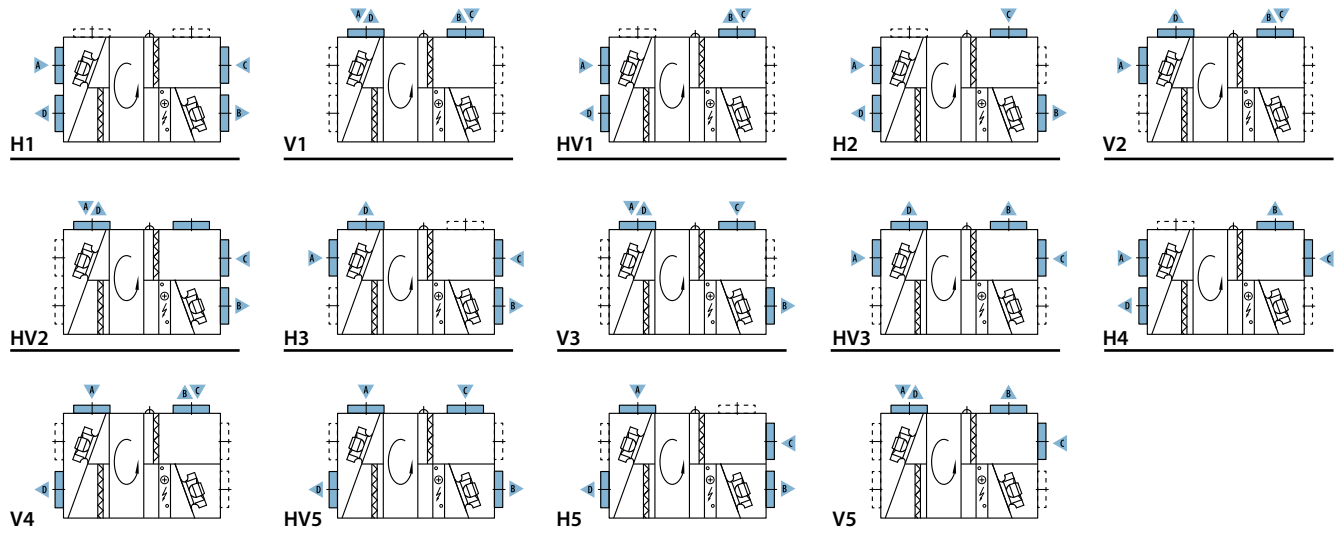 A D B C B C C D B C
A C A A A
D B D D B
H1 V1 HV1 H2 V2
A D D A D C D B B
C A C A C A C
B B B D
HV2 H3 V3 HV3 H4
A B C A C A A D B
C C
D D B D B
V4 HV5 H5 V5